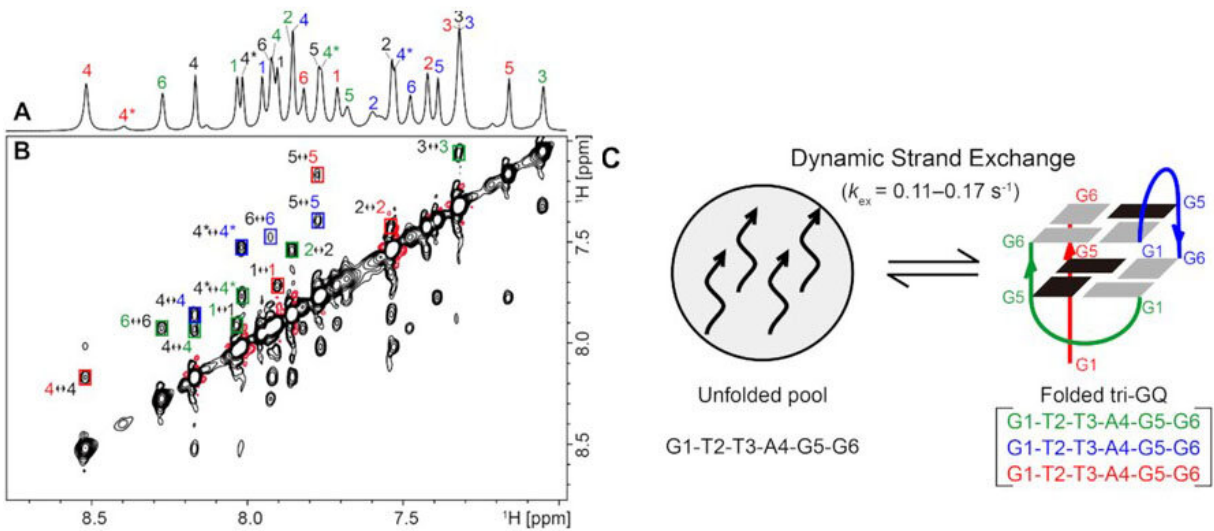 2 4
3
4 6 4* 6 4 1 1 1 1 4 5 4* 6 1 5 2 4* 2 6 2 5 3 3 5 3
4*
A
B
C
3↔3
5↔5
5↔5
6↔6
2↔2
4*↔4*
2↔2
1↔1
4*↔4*
4↔4
1↔1
6↔6
4↔4
4↔4
¹H [ppm]
7.5
8.0
8.5
8.5 8.0 7.5 ¹H [ppm]
Dynamic Strand Exchange
(kex = 0.11–0.17 s⁻¹)
G6
G5
G6
G5
G1
G6
G5
G1
G1
Unfolded pool
Folded tri-GQ
G1-T2-T3-A4-G5-G6
G1-T2-T3-A4-G5-G6
G1-T2-T3-A4-G5-G6
G1-T2-T3-A4-G5-G6